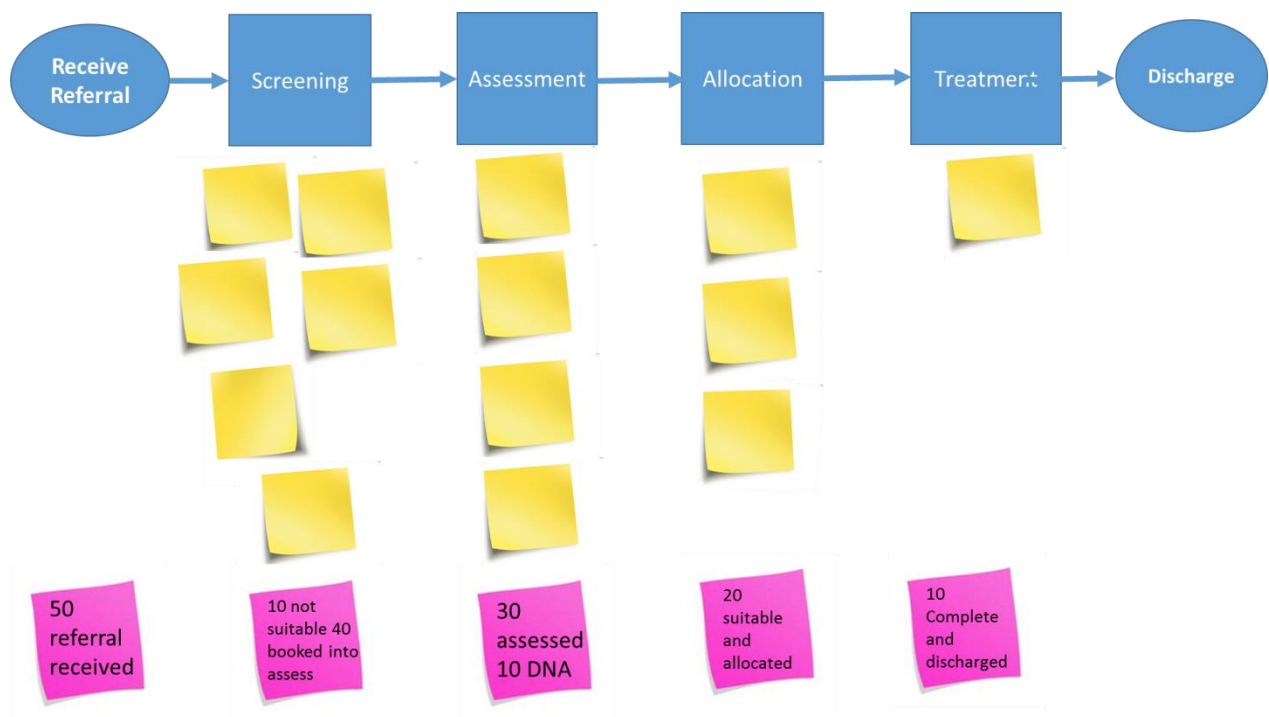 Receive
Referral
Screening
Assessment
Allocation
Treatment
Discharge
50
referral
received
10 not
suitable 40
booked into
assess
30
assessed
10 DNA
20
suitable
and
allocated
10
Complete
and
discharged